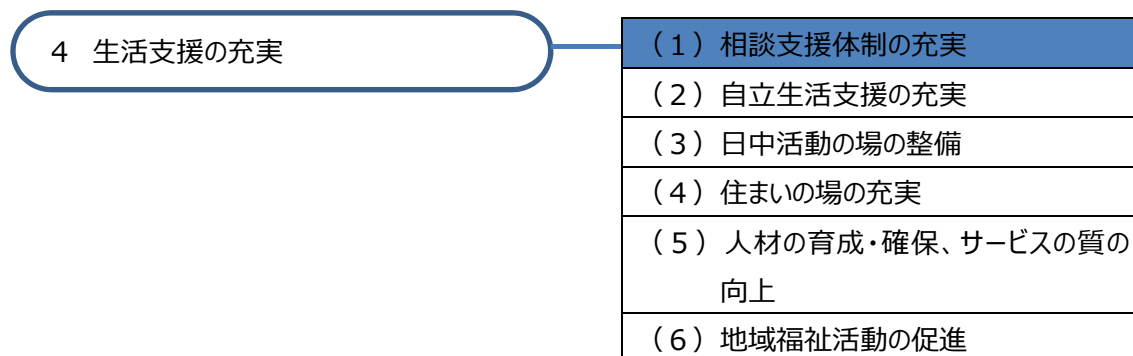 4 生活支援の充実
（1）相談支援体制の充実
（2）自立生活支援の充実
（3）日中活動の場の整備
（4）住まいの場の充実
（5）人材の育成・確保、サービスの質の
向上
（6）地域福祉活動の促進